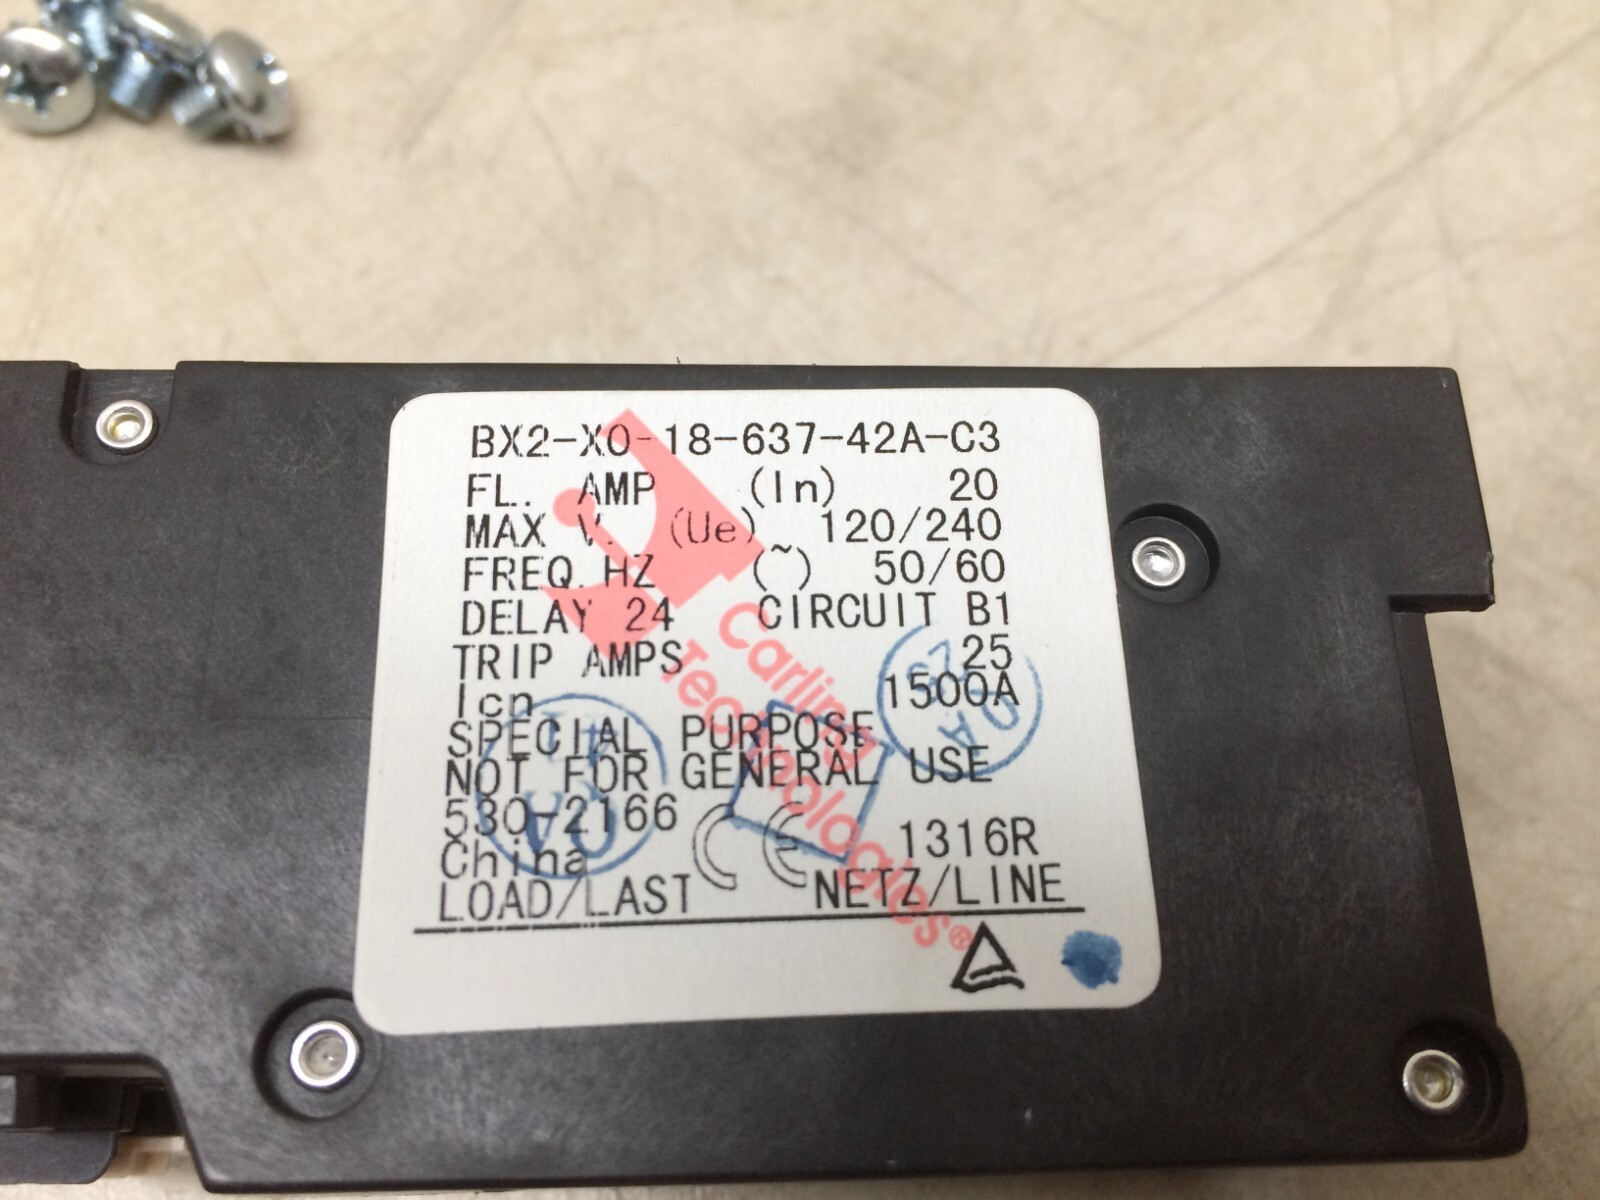 BX2-X0-18-637-42A-C3
FL. AMP (In) 20
MAX V. (Ue) 120/240
FREQ. HZ (~) 50/60
DELAY 24 CIRCUIT B1
TRIP AMPS 25
Icn 1500A
SPECIAL PURPOSE
NOT FOR GENERAL USE
530-2166
China CE 1316R
LOAD/LAST NETZ/LINE
Carling
Technologies®